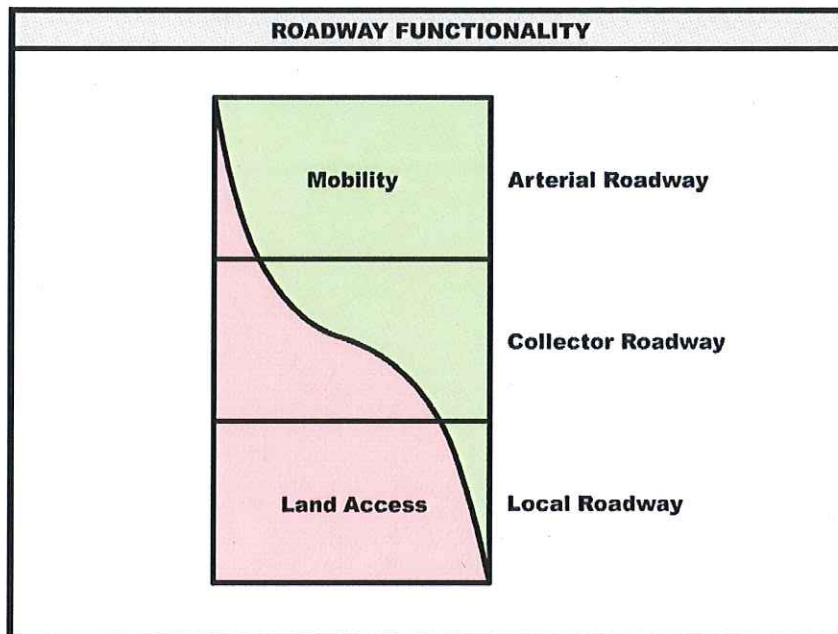 ROADWAY FUNCTIONALITY
Mobility
Arterial Roadway
Collector Roadway
Land Access
Local Roadway